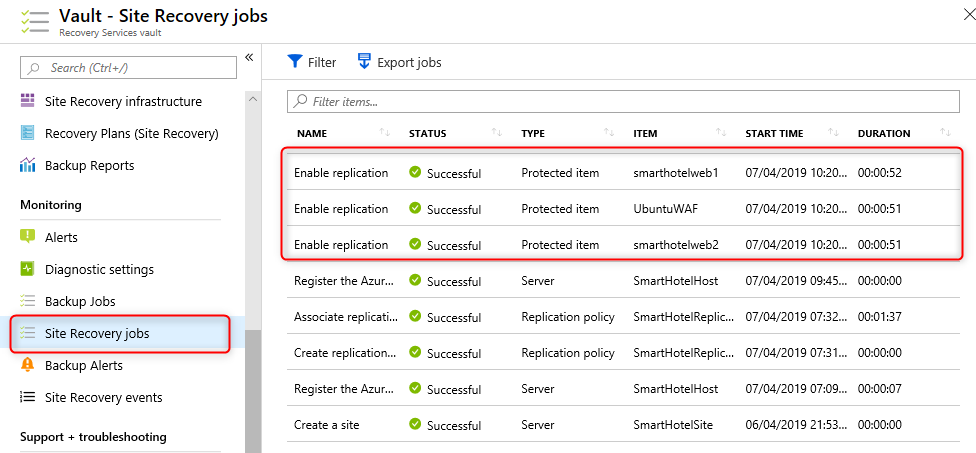 Vault - Site Recovery jobs
Recovery Services vault
Search (Ctrl+/)
Site Recovery infrastructure
Recovery Plans (Site Recovery)
Backup Reports
Monitoring
Alerts
Diagnostic settings
Backup Jobs
Site Recovery jobs
Backup Alerts
Site Recovery events
Support + troubleshooting
Filter Export jobs
Filter items...
NAME STATUS TYPE ITEM START TIME DURATION
Enable replication Successful Protected item smarthotelweb1 07/04/2019 10:20... 00:00:52
Enable replication Successful Protected item UbuntuWAF 07/04/2019 10:20... 00:00:51
Enable replication Successful Protected item smarthotelweb2 07/04/2019 10:20... 00:00:51
Register the Azur... Successful Server SmartHotelHost 07/04/2019 09:45... 00:00:00
Associate replicati... Successful Replication policy SmartHotelReplic... 07/04/2019 07:32... 00:01:37
Create replication... Successful Replication policy SmartHotelReplic... 07/04/2019 07:31... 00:00:00
Register the Azur... Successful Server SmartHotelHost 07/04/2019 07:09... 00:00:07
Create a site Successful Server SmartHotelSite 06/04/2019 21:53... 00:00:00